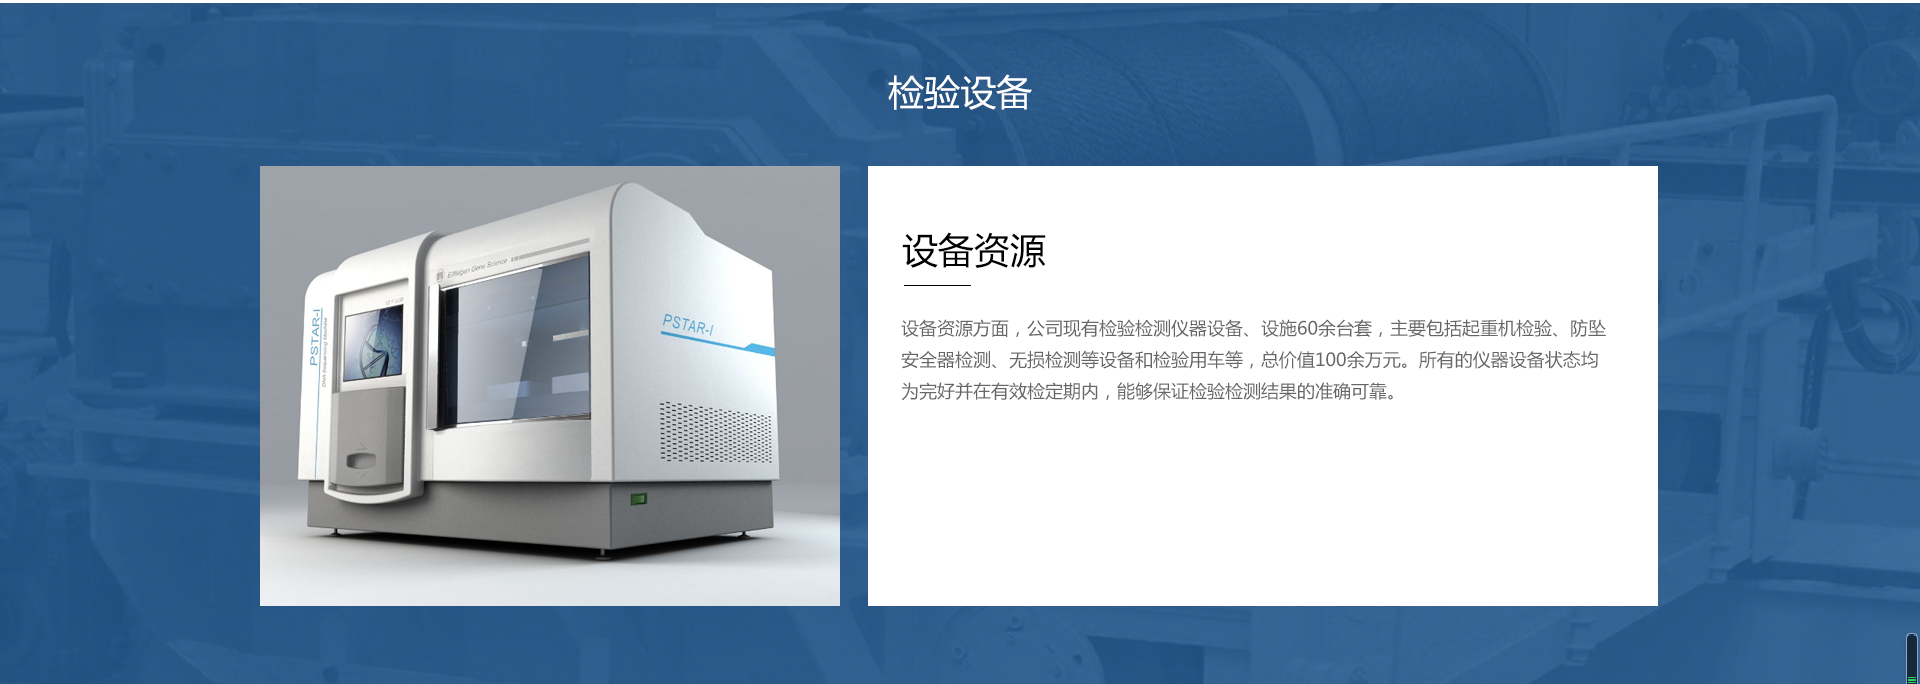 检验设备
Eiffelgen Gene Science
PSTAR-I
DNA Sequencing Machine
PSTAR-I
设备资源
设备资源方面，公司现有检验检测仪器设备、设施60余台套，主要包括起重机检验、防坠
安全器检测、无损检测等设备和检验用车等，总价值100余万元。所有的仪器设备状态均
为完好并在有效检定期内，能够保证检验检测结果的准确可靠。